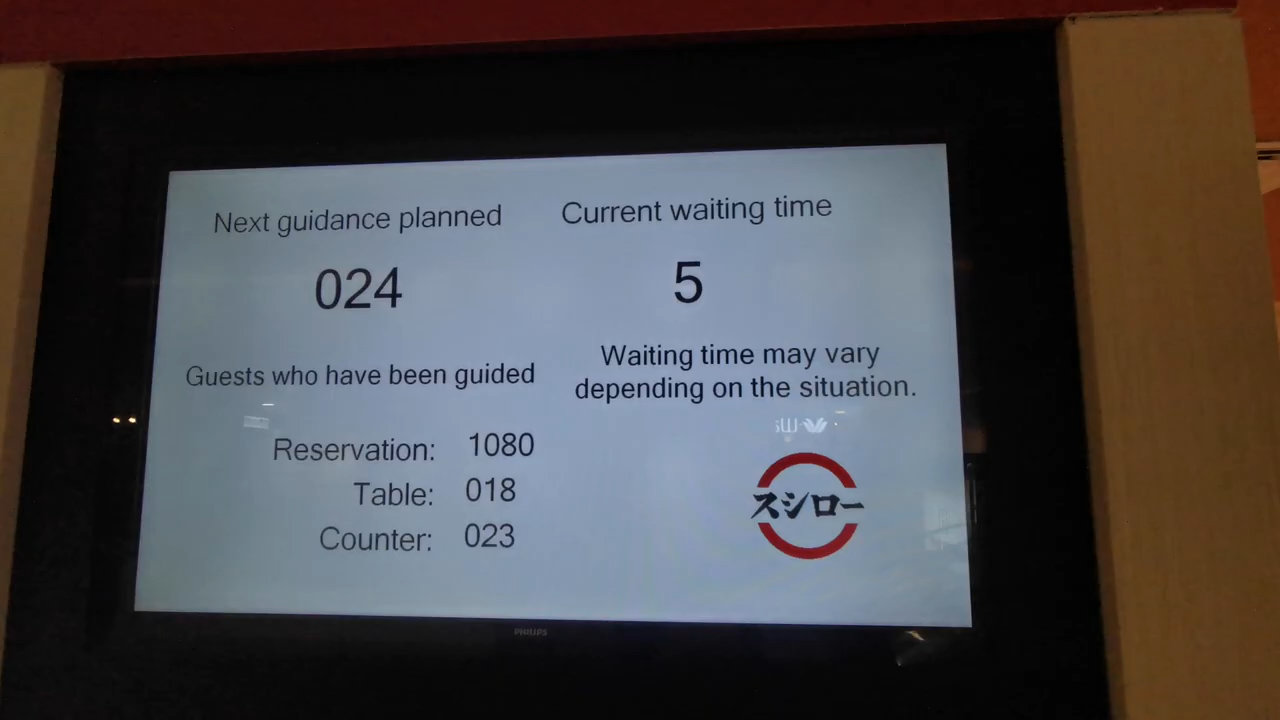 Next guidance planned
024
Current waiting time
5
Guests who have been guided
Reservation: 1080
Table: 018
Counter: 023
Waiting time may vary
depending on the situation.
スシロー
PHILIPS